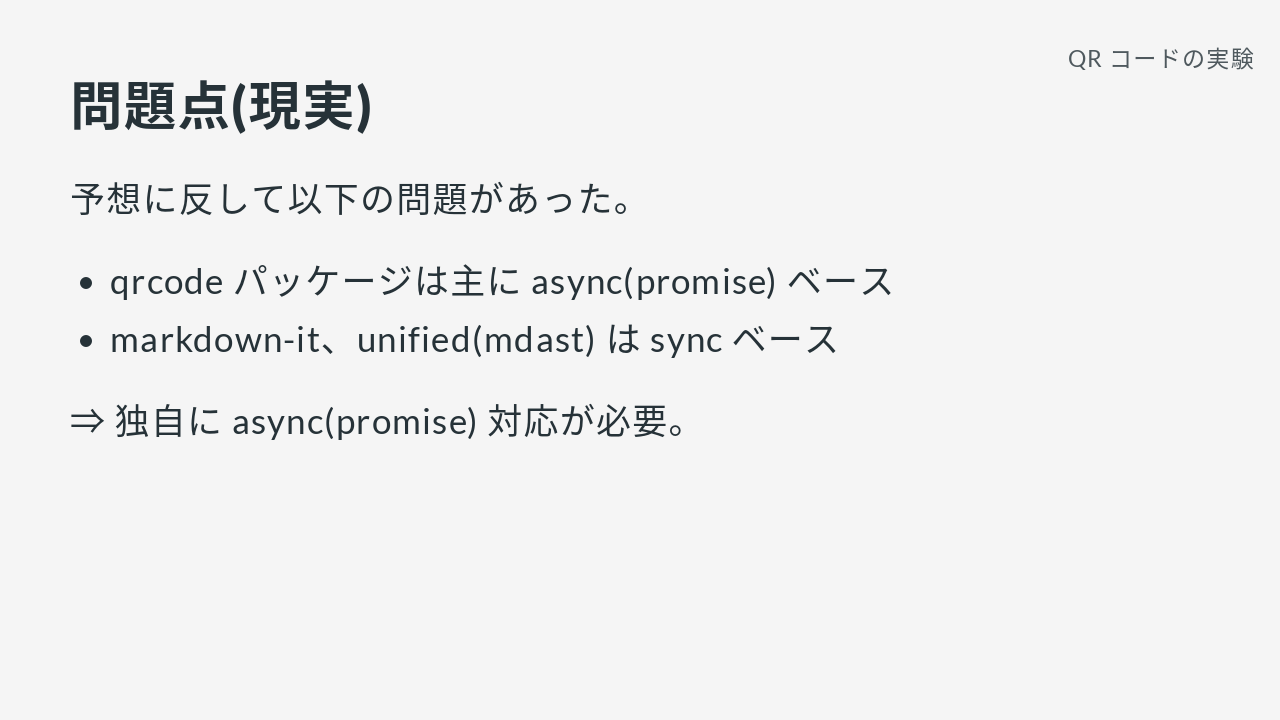 QR コードの実験
問題点(現実)
予想に反して以下の問題があった。
• qrcode パッケージは主に async(promise) ベース
• markdown-it、unified(mdast) は sync ベース
⇒ 独自に async(promise) 対応が必要。